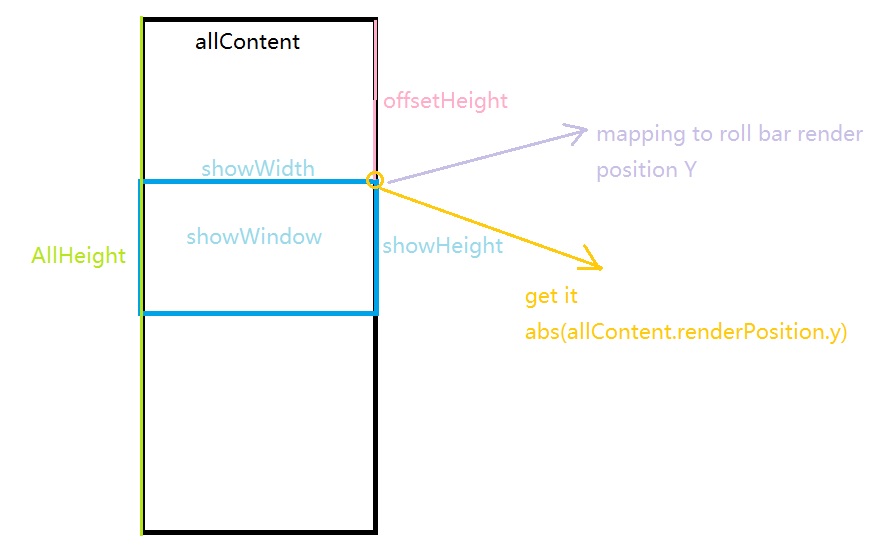 allContent
offsetHeight
mapping to roll bar render
position Y
showWidth
showWindow
showHeight
AllHeight
get it
abs(allContent.renderPosition.y)